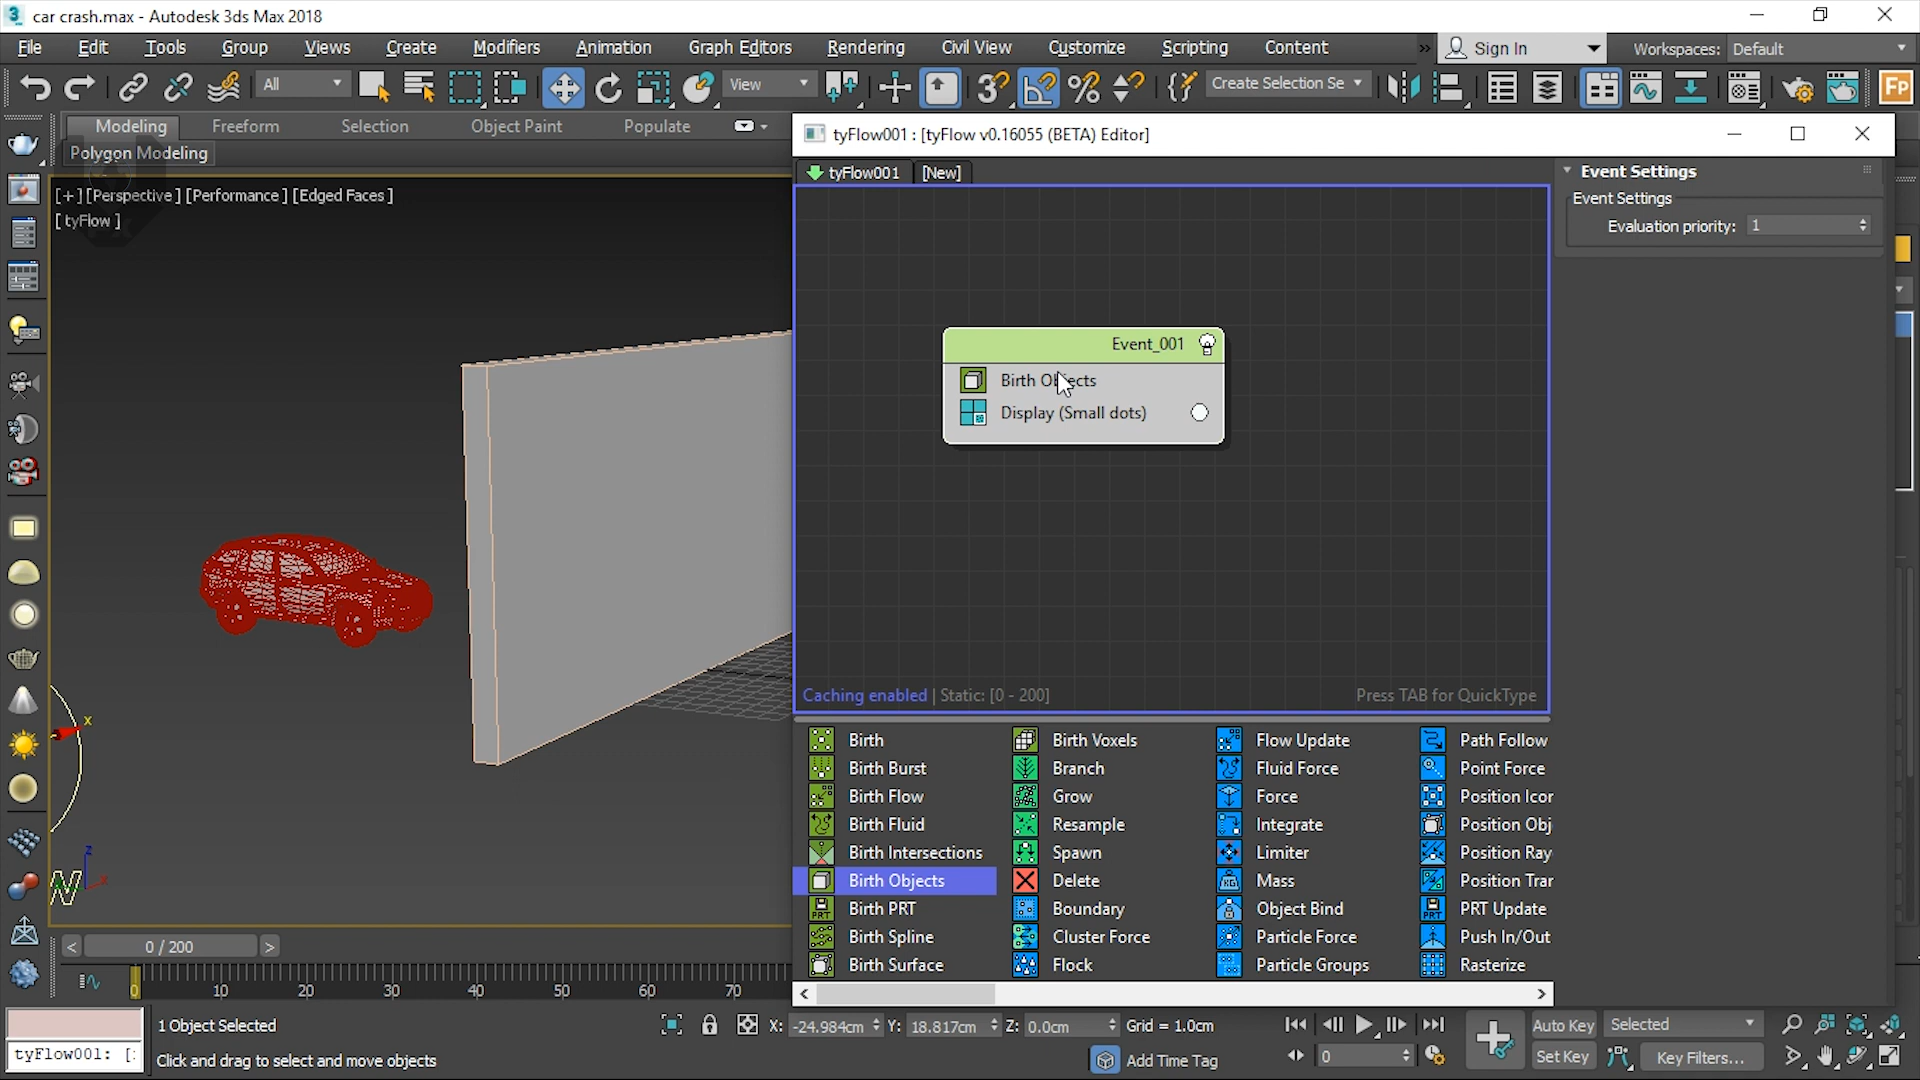 car crash.max - Autodesk 3ds Max 2018
File Edit Tools Group Views Create Modifiers Animation Graph Editors Rendering Civil View Customize Scripting Content » Sign In Workspaces: Default
All View Create Selection Se Fp
Modeling Freeform Selection Object Paint Populate
Polygon Modeling
tyFlow001 : [tyFlow v0.16055 (BETA) Editor]
tyFlow001 [New]
Event Settings
Event Settings
Evaluation priority: 1
[+] [Perspective] [Performance] [Edged Faces]
[ tyFlow ]
Event_001
Birth Objects
Display (Small dots)
Caching enabled | Static: [0 - 200] Press TAB for QuickType
Birth Birth Voxels Flow Update Path Follow
Birth Burst Branch Fluid Force Point Force
Birth Flow Grow Force Position Icor
Birth Fluid Resample Integrate Position Obj
Birth Intersections Spawn Limiter Position Ray
Birth Objects Delete Mass Position Trar
Birth PRT Boundary Object Bind PRT Update
Birth Spline Cluster Force Particle Force Push In/Out
Birth Surface Flock Particle Groups Rasterize
x
z
x
< 0 / 200 >
0 10 20 30 40 50 60 70
1 Object Selected X: -24.984cm Y: 18.817cm Z: 0.0cm Grid = 1.0cm Auto Key Selected
tyFlow001: [ Click and drag to select and move objects Add Time Tag 0 Set Key Key Filters...